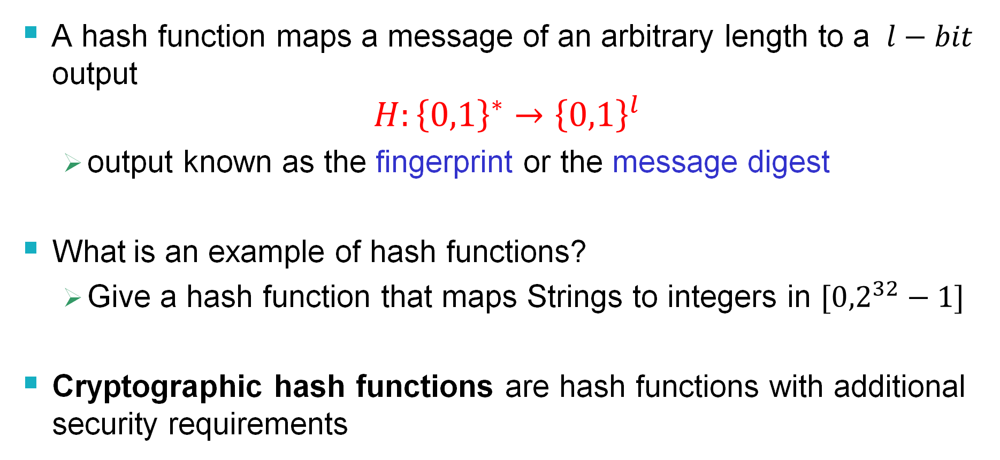 ▪ A hash function maps a message of an arbitrary length to a l − bit
output
H: {0,1}* → {0,1}^l
➢ output known as the fingerprint or the message digest
▪ What is an example of hash functions?
➢ Give a hash function that maps Strings to integers in [0,2^32 − 1]
▪ Cryptographic hash functions are hash functions with additional
security requirements